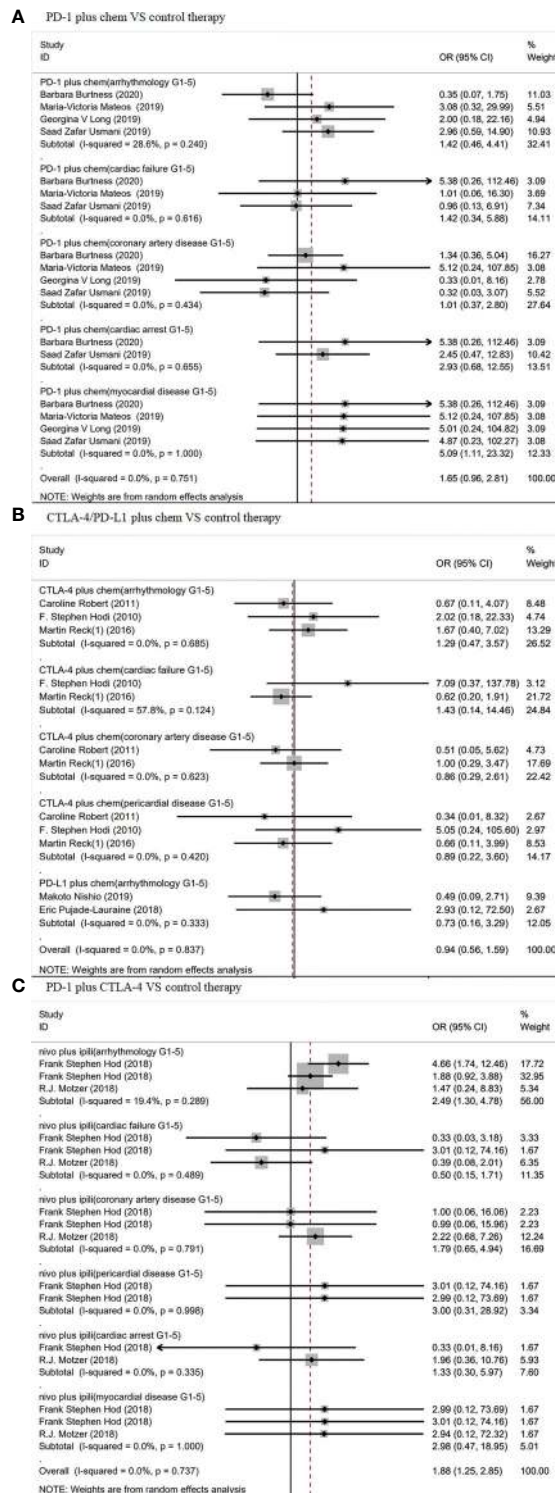 A PD-1 plus chem VS control therapy
Study %
ID OR (95% CI) Weight
PD-1 plus chem(arrhythmology G1-5)
Barbara Burtness (2020) 0.35 (0.07, 1.75) 11.03
Maria-Victoria Mateos (2019) 3.08 (0.32, 29.99) 5.51
Georgina V Long (2019) 2.00 (0.18, 22.16) 4.94
Saad Zafar Usmani (2019) 2.96 (0.59, 14.90) 10.93
Subtotal (I-squared = 28.6%, p = 0.240) 1.42 (0.46, 4.41) 32.41
.
PD-1 plus chem(cardiac failure G1-5)
Barbara Burtness (2020) 5.38 (0.26, 112.46) 3.09
Maria-Victoria Mateos (2019) 1.01 (0.06, 16.30) 3.69
Saad Zafar Usmani (2019) 0.96 (0.13, 6.91) 7.34
Subtotal (I-squared = 0.0%, p = 0.616) 1.42 (0.34, 5.88) 14.11
.
PD-1 plus chem(coronary artery disease G1-5)
Barbara Burtness (2020) 1.34 (0.36, 5.04) 16.27
Maria-Victoria Mateos (2019) 5.12 (0.24, 107.85) 3.08
Georgina V Long (2019) 0.33 (0.01, 8.16) 2.78
Saad Zafar Usmani (2019) 0.32 (0.03, 3.07) 5.52
Subtotal (I-squared = 0.0%, p = 0.434) 1.01 (0.37, 2.80) 27.64
.
PD-1 plus chem(cardiac arrest G1-5)
Barbara Burtness (2020) 5.38 (0.26, 112.46) 3.09
Saad Zafar Usmani (2019) 2.45 (0.47, 12.83) 10.42
Subtotal (I-squared = 0.0%, p = 0.655) 2.93 (0.68, 12.55) 13.51
.
PD-1 plus chem(myocardial disease G1-5)
Barbara Burtness (2020) 5.38 (0.26, 112.46) 3.09
Maria-Victoria Mateos (2019) 5.12 (0.24, 107.85) 3.08
Georgina V Long (2019) 5.01 (0.24, 104.82) 3.09
Saad Zafar Usmani (2019) 4.87 (0.23, 102.27) 3.08
Subtotal (I-squared = 0.0%, p = 1.000) 5.09 (1.11, 23.32) 12.33
.
Overall (I-squared = 0.0%, p = 0.751) 1.65 (0.96, 2.81) 100.00
NOTE: Weights are from random effects analysis
B CTLA-4/PD-L1 plus chem VS control therapy
Study %
ID OR (95% CI) Weight
CTLA-4 plus chem(arrhythmology G1-5)
Caroline Robert (2011) 0.67 (0.11, 4.07) 8.48
F. Stephen Hodi (2010) 2.02 (0.18, 22.33) 4.74
Martin Reck(1) (2016) 1.67 (0.40, 7.02) 13.29
Subtotal (I-squared = 0.0%, p = 0.685) 1.29 (0.47, 3.57) 26.52
.
CTLA-4 plus chem(cardiac failure G1-5)
F. Stephen Hodi (2010) 7.09 (0.37, 137.78) 3.12
Martin Reck(1) (2016) 0.62 (0.20, 1.91) 21.72
Subtotal (I-squared = 57.8%, p = 0.124) 1.43 (0.14, 14.46) 24.84
.
CTLA-4 plus chem(coronary artery disease G1-5)
Caroline Robert (2011) 0.51 (0.05, 5.62) 4.73
Martin Reck(1) (2016) 1.00 (0.29, 3.47) 17.69
Subtotal (I-squared = 0.0%, p = 0.623) 0.86 (0.29, 2.61) 22.42
.
CTLA-4 plus chem(pericardial disease G1-5)
Caroline Robert (2011) 0.34 (0.01, 8.32) 2.67
F. Stephen Hodi (2010) 5.05 (0.24, 105.60) 2.97
Martin Reck(1) (2016) 0.66 (0.11, 3.99) 8.53
Subtotal (I-squared = 0.0%, p = 0.420) 0.89 (0.22, 3.60) 14.17
.
PD-L1 plus chem(arrhythmology G1-5)
Makoto Nishio (2019) 0.49 (0.09, 2.71) 9.39
Eric Pujade-Lauraine (2018) 2.93 (0.12, 72.50) 2.67
Subtotal (I-squared = 0.0%, p = 0.333) 0.73 (0.16, 3.29) 12.05
.
Overall (I-squared = 0.0%, p = 0.837) 0.94 (0.56, 1.59) 100.00
NOTE: Weights are from random effects analysis
C PD-1 plus CTLA-4 VS control therapy
Study %
ID OR (95% CI) Weight
nivo plus ipili(arrhythmology G1-5)
Frank Stephen Hod (2018) 4.66 (1.74, 12.46) 17.72
Frank Stephen Hod (2018) 1.88 (0.92, 3.88) 32.95
R.J. Motzer (2018) 1.47 (0.24, 8.83) 5.34
Subtotal (I-squared = 19.4%, p = 0.289) 2.49 (1.30, 4.78) 56.00
.
nivo plus ipili(cardiac failure G1-5)
Frank Stephen Hod (2018) 0.33 (0.03, 3.18) 3.33
Frank Stephen Hod (2018) 3.01 (0.12, 74.16) 1.67
R.J. Motzer (2018) 0.39 (0.08, 2.01) 6.35
Subtotal (I-squared = 0.0%, p = 0.489) 0.50 (0.15, 1.71) 11.35
.
nivo plus ipili(coronary artery disease G1-5)
Frank Stephen Hod (2018) 1.00 (0.06, 16.06) 2.23
Frank Stephen Hod (2018) 0.99 (0.06, 15.96) 2.23
R.J. Motzer (2018) 2.22 (0.68, 7.26) 12.24
Subtotal (I-squared = 0.0%, p = 0.791) 1.79 (0.65, 4.94) 16.69
.
nivo plus ipili(pericardial disease G1-5)
Frank Stephen Hod (2018) 3.01 (0.12, 74.16) 1.67
Frank Stephen Hod (2018) 2.99 (0.12, 73.69) 1.67
Subtotal (I-squared = 0.0%, p = 0.998) 3.00 (0.31, 28.92) 3.34
.
nivo plus ipili(cardiac arrest G1-5)
Frank Stephen Hod (2018) 0.33 (0.01, 8.16) 1.67
R.J. Motzer (2018) 1.96 (0.36, 10.76) 5.93
Subtotal (I-squared = 0.0%, p = 0.335) 1.33 (0.30, 5.97) 7.60
.
nivo plus ipili(myocardial disease G1-5)
Frank Stephen Hod (2018) 2.99 (0.12, 73.69) 1.67
Frank Stephen Hod (2018) 3.01 (0.12, 74.16) 1.67
R.J. Motzer (2018) 2.94 (0.12, 72.32) 1.67
Subtotal (I-squared = 0.0%, p = 1.000) 2.98 (0.47, 18.95) 5.01
.
Overall (I-squared = 0.0%, p = 0.737) 1.88 (1.25, 2.85) 100.00
NOTE: Weights are from random effects analysis